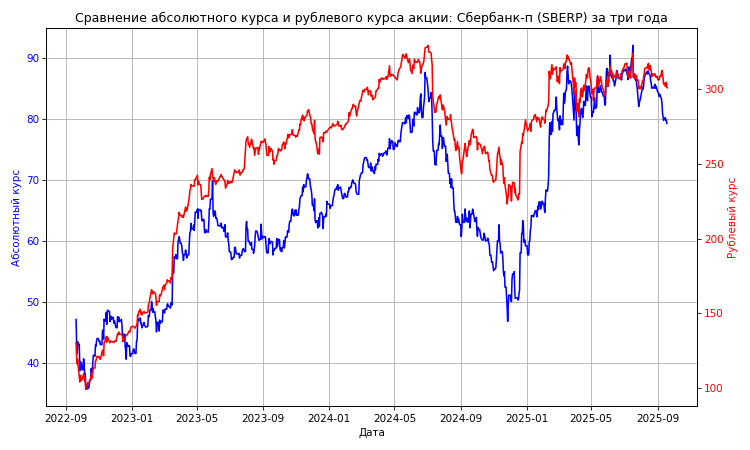 Сравнение абсолютного курса и рублевого курса акции: Сбербанк-п (SBERP) за три года
90
80
70
60
50
40
Абсолютный курс
300
250
200
150
100
Рублевый курс
2022-09 2023-01 2023-05 2023-09 2024-01 2024-05 2024-09 2025-01 2025-05 2025-09
Дата